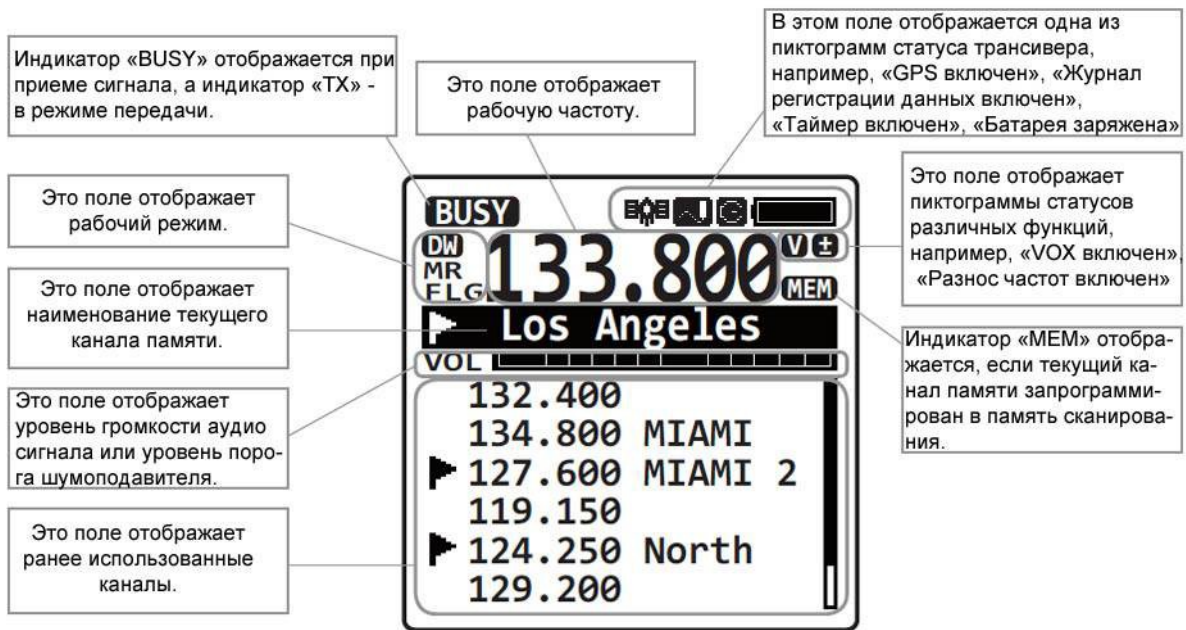 Индикатор «BUSY» отображается при
приеме сигнала, а индикатор «TX» -
в режиме передачи.
Это поле отображает
рабочую частоту.
В этом поле отображается одна из
пиктограмм статуса трансивера,
например, «GPS включен», «Журнал
регистрации данных включен»,
«Таймер включен», «Батарея заряжена»
Это поле отображает
рабочий режим.
Это поле отображает
наименование текущего
канала памяти.
Это поле отображает
уровень громкости аудио
сигнала или уровень поро-
га шумоподавителя.
Это поле отображает
ранее использованные
каналы.
BUSY
DW
MR
FLG
133.800
V ±
MEM
Los Angeles
VOL
132.400
134.800 MIAMI
127.600 MIAMI 2
119.150
124.250 North
129.200
Это поле отображает
пиктограммы статусов
различных функций,
например, «VOX включен»,
«Разнос частот включен»
Индикатор «MEM» отобра-
жается, если текущий ка-
нал памяти запрограмми-
рован в память сканирова-
ния.